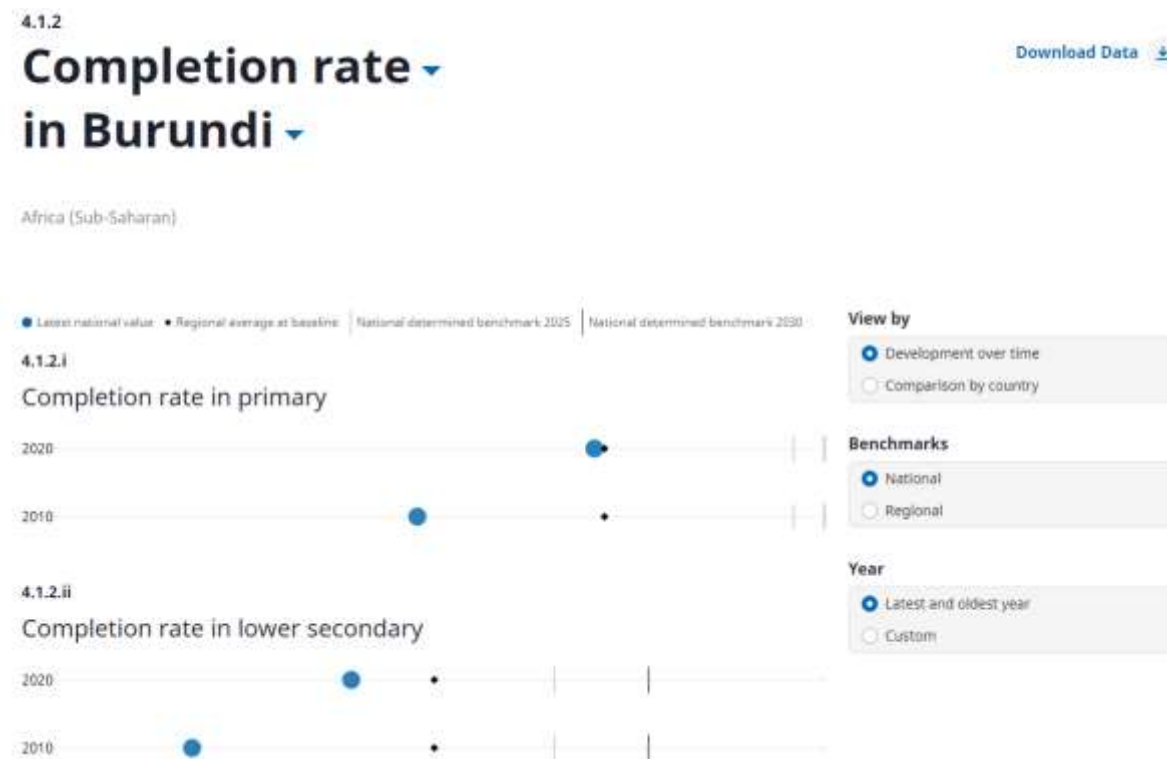 4.1.2
Completion rate
in Burundi
Download Data
Africa (Sub-Saharan)
Latest national value Regional average at baseline National determined benchmark 2025 National determined benchmark 2030
4.1.2.i
Completion rate in primary
2020
2010
4.1.2.ii
Completion rate in lower secondary
2020
2010
View by
Development over time
Comparison by country
Benchmarks
National
Regional
Year
Latest and oldest year
Custom